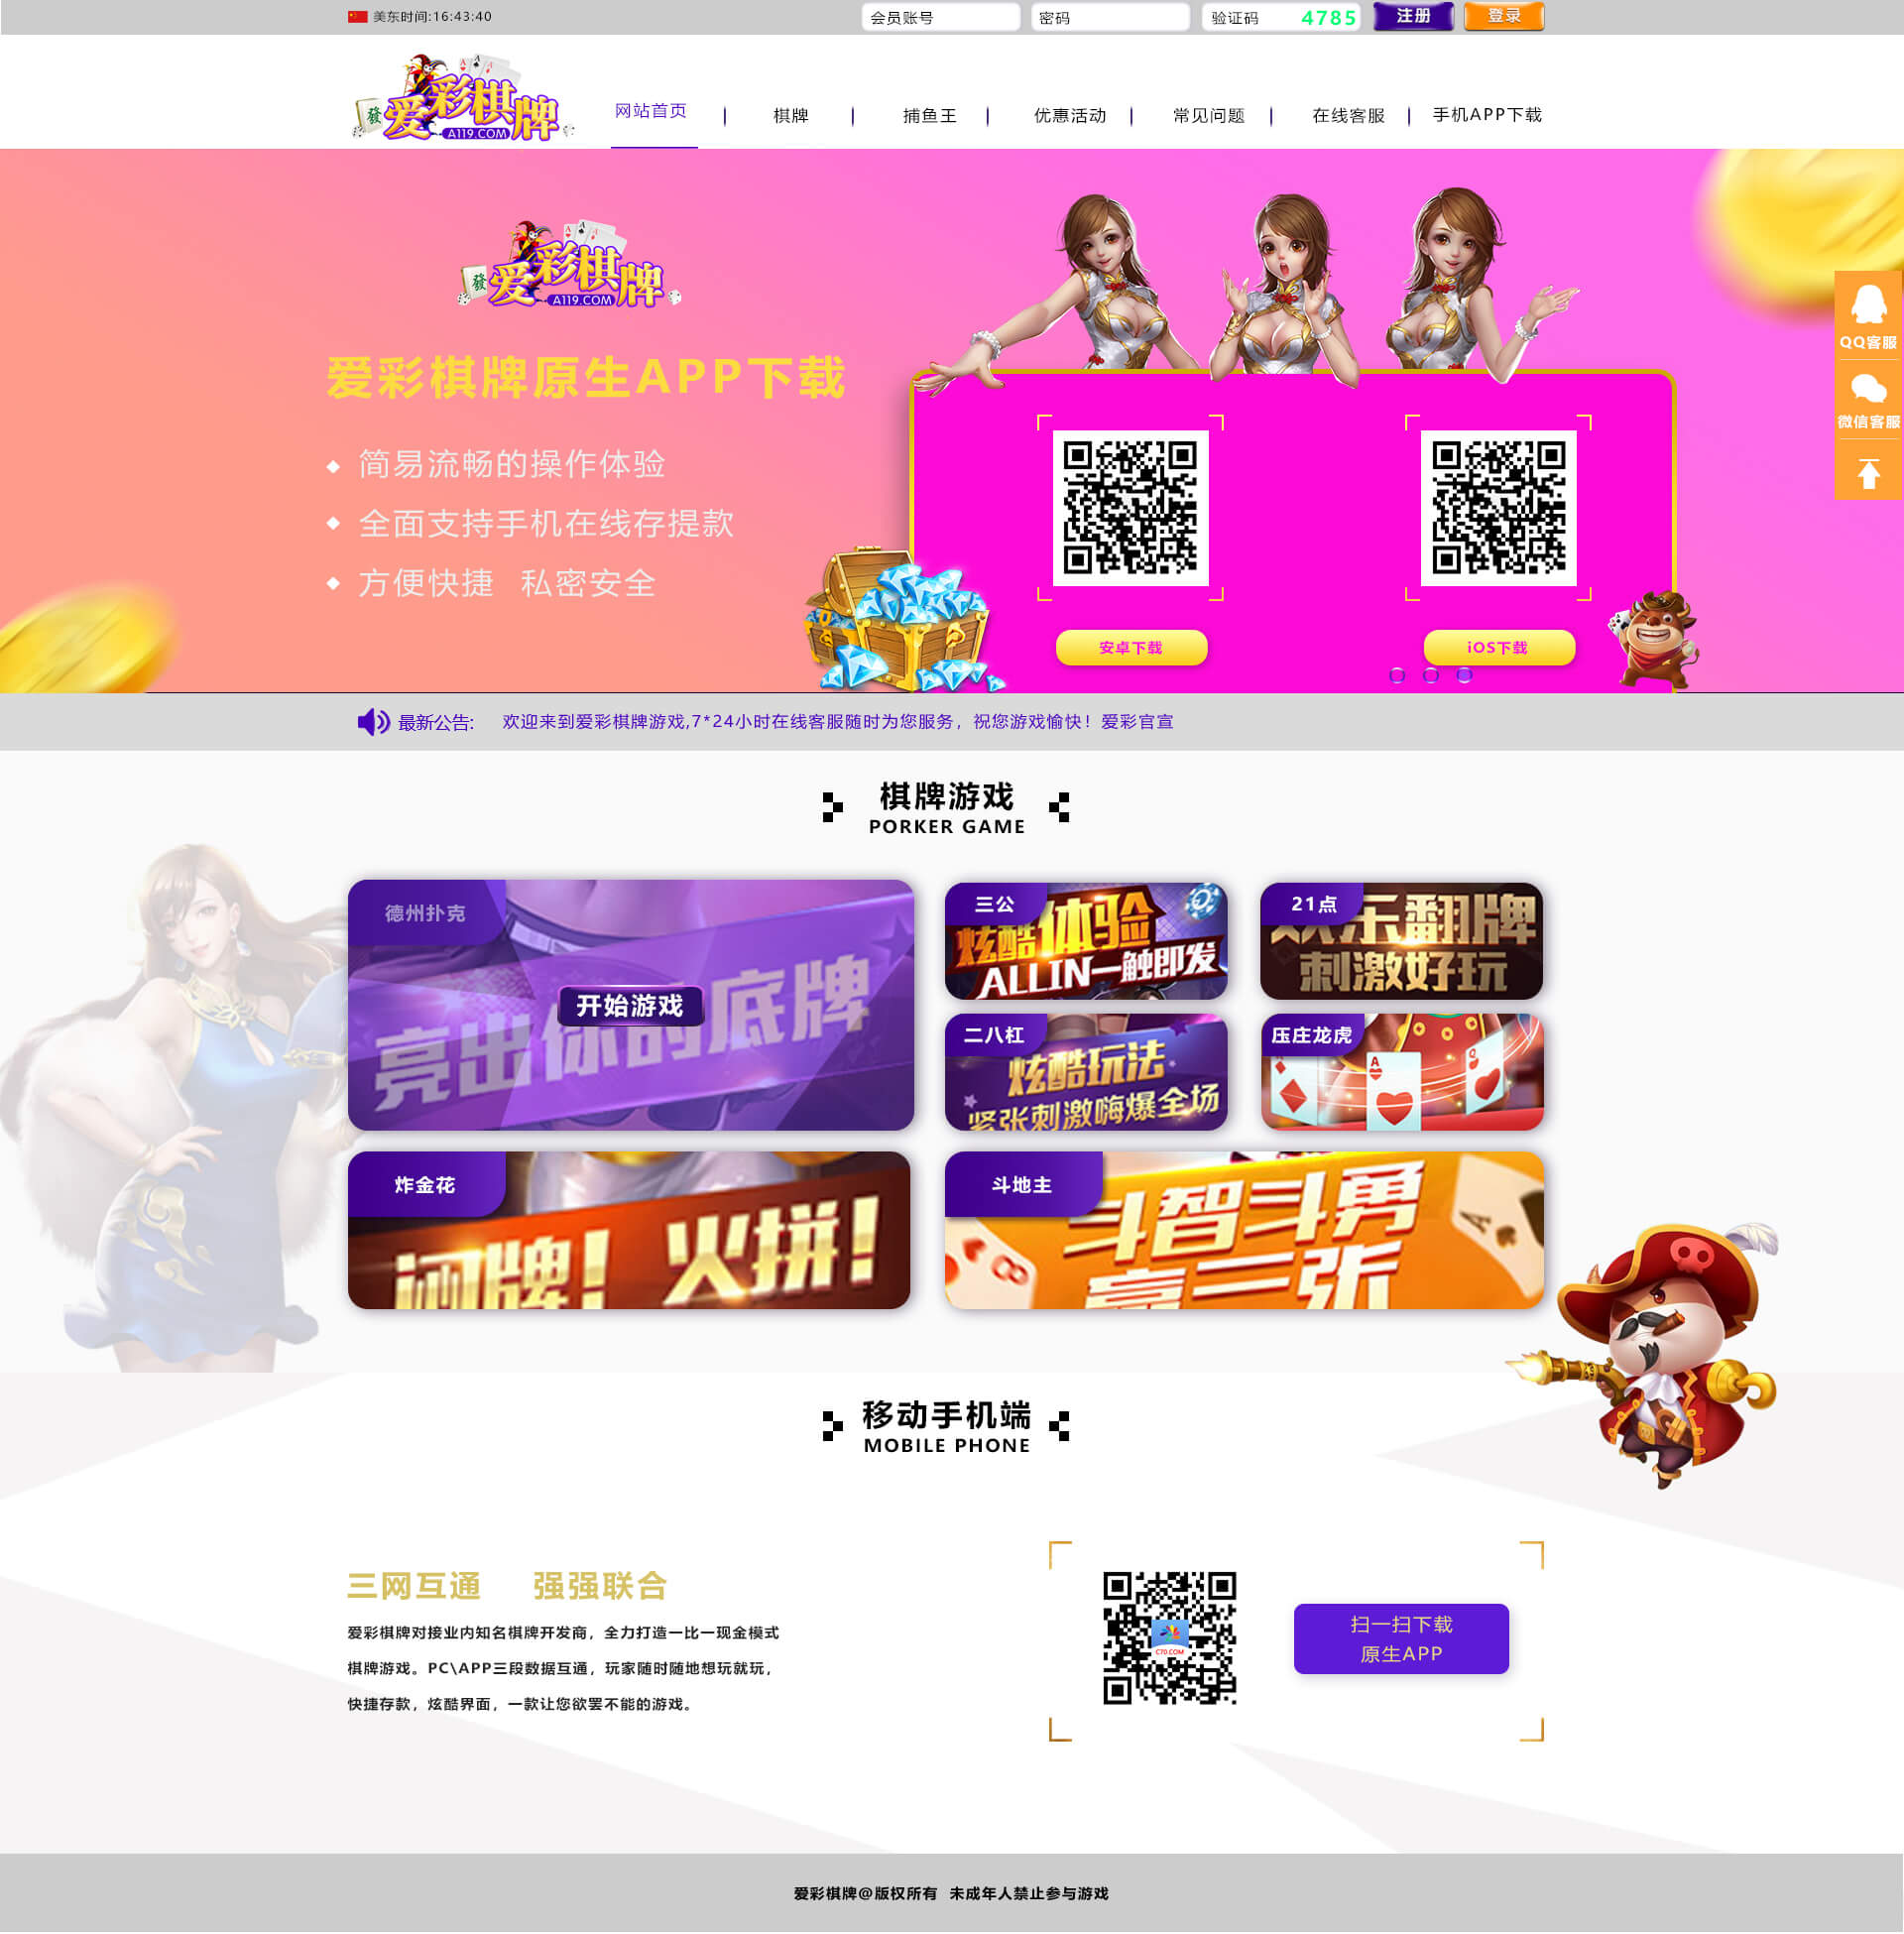 美东时间:16:43:40
会员账号
密码
验证码
4785
注册
登录
發
爱彩棋牌
A119.COM
网站首页
棋牌
捕鱼王
优惠活动
常见问题
在线客服
手机APP下载
發
爱彩棋牌
A119.COM
爱彩棋牌原生APP下载
简易流畅的操作体验
全面支持手机在线存提款
方便快捷 私密安全
安卓下载
iOS下载
QQ客服
微信客服
最新公告:
欢迎来到爱彩棋牌游戏,7*24小时在线客服随时为您服务，祝您游戏愉快！爱彩官宣
棋牌游戏
PORKER GAME
德州扑克
开始游戏
亮出你的底牌
三公
炫酷体验
ALLIN一触即发
21点
欢乐翻牌
刺激好玩
二八杠
炫酷玩法
紧张刺激嗨爆全场
压庄龙虎
炸金花
闷牌！火拼！
斗地主
斗智斗勇
赢一张
移动手机端
MOBILE PHONE
三网互通 强强联合
爱彩棋牌对接业内知名棋牌开发商，全力打造一比一现金模式
棋牌游戏。PC\APP三段数据互通，玩家随时随地想玩就玩，
快捷存款，炫酷界面，一款让您欲罢不能的游戏。
C70.COM
扫一扫下载
原生APP
爱彩棋牌@版权所有 未成年人禁止参与游戏